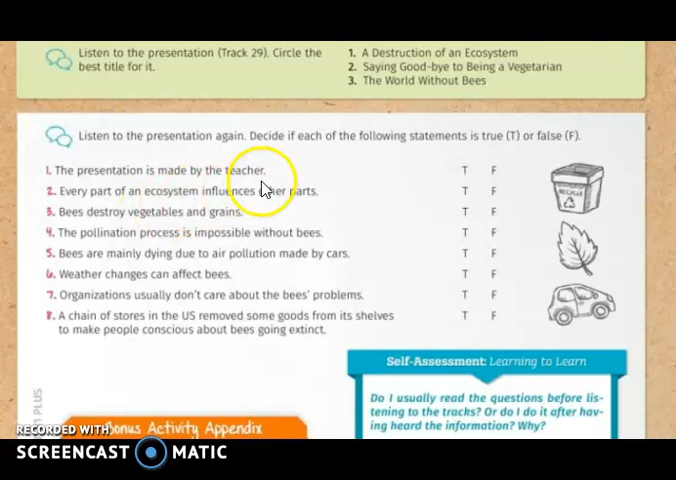 Listen to the presentation (Track 29). Circle the
best title for it.
1. A Destruction of an Ecosystem
2. Saying Good-bye to Being a Vegetarian
3. The World Without Bees
Listen to the presentation again. Decide if each of the following statements is true (T) or false (F).
1. The presentation is made by the teacher. T F
2. Every part of an ecosystem influences other parts. T F
3. Bees destroy vegetables and grains. T F
4. The pollination process is impossible without bees. T F
5. Bees are mainly dying due to air pollution made by cars. T F
6. Weather changes can affect bees. T F
7. Organizations usually don't care about the bees' problems. T F
8. A chain of stores in the US removed some goods from its shelves T F
to make people conscious about bees going extinct.
RECYCLE
Self-Assessment: Learning to Learn
Do I usually read the questions before lis-
tening to the tracks? Or do I do it after hav-
ing heard the information? Why?
PLUS
Bonus Activity Appendix
RECORDED WITH
SCREENCAST MATIC